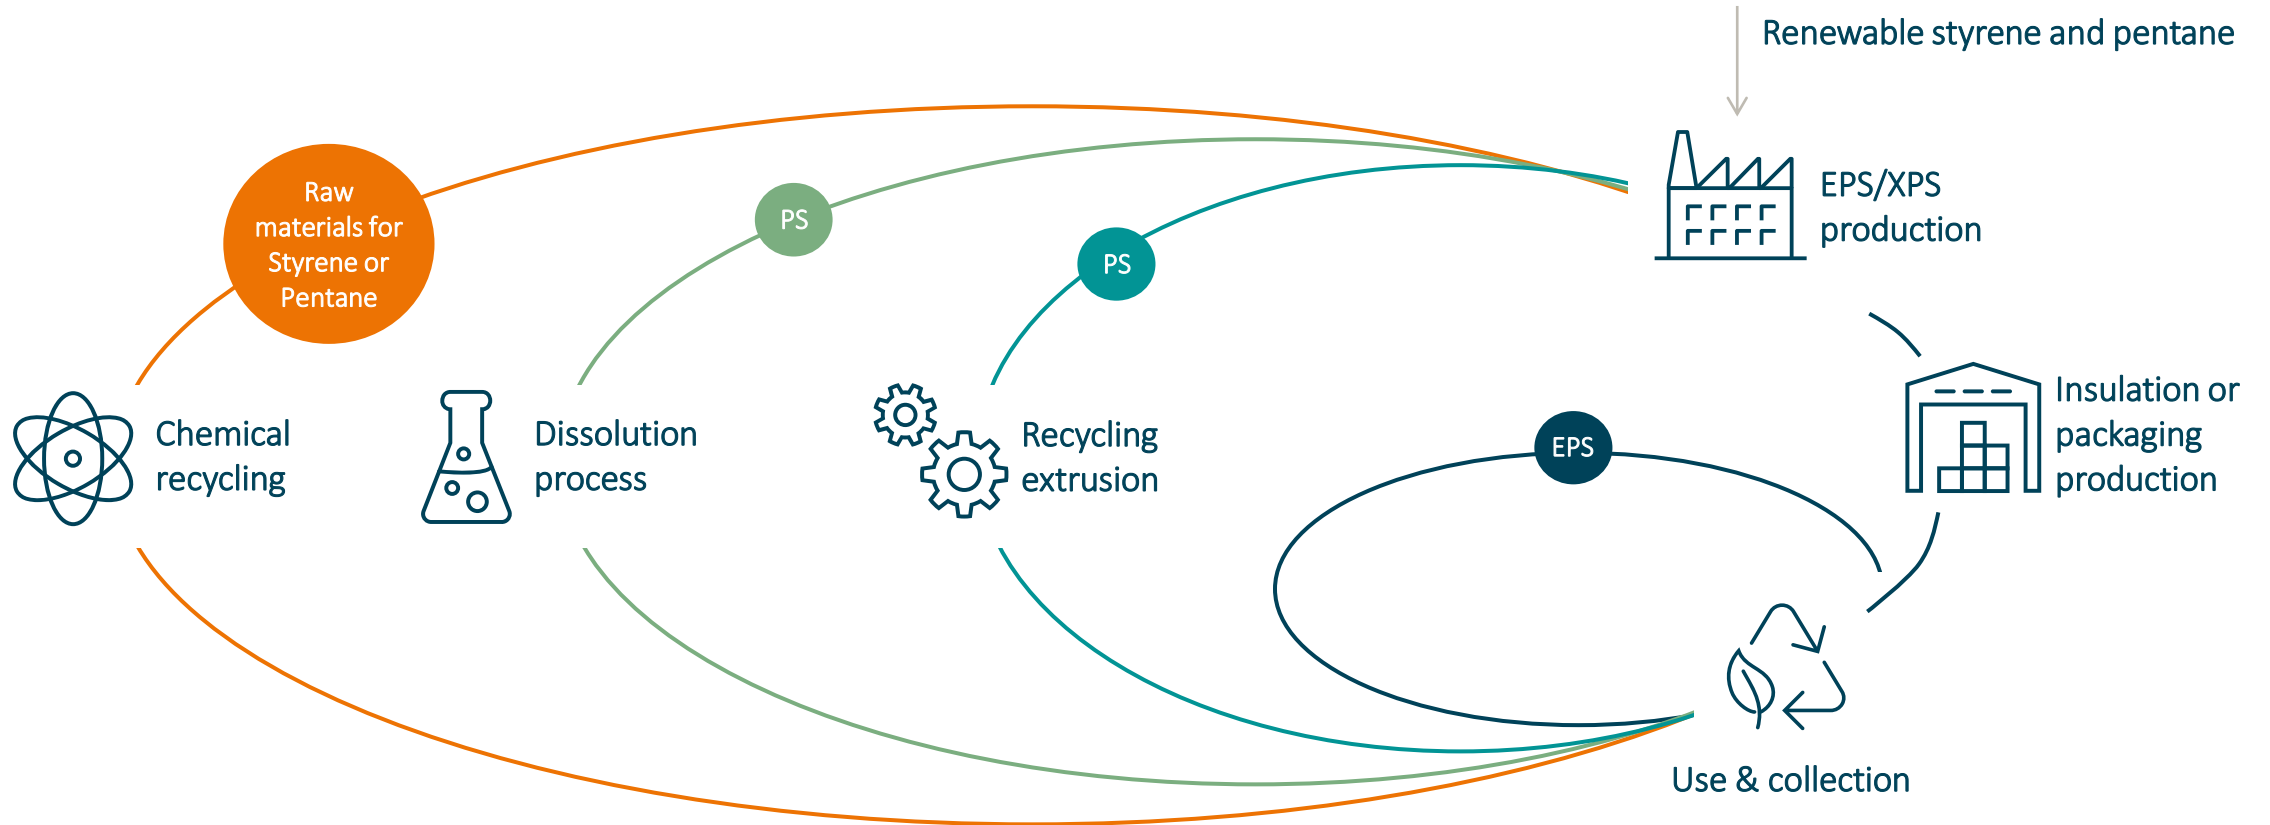 Renewable styrene and pentane
Raw
materials for
Styrene or
Pentane
PS
PS
EPS/XPS
production
Chemical
recycling
Dissolution
process
Recycling
extrusion
EPS
Insulation or
packaging
production
Use & collection